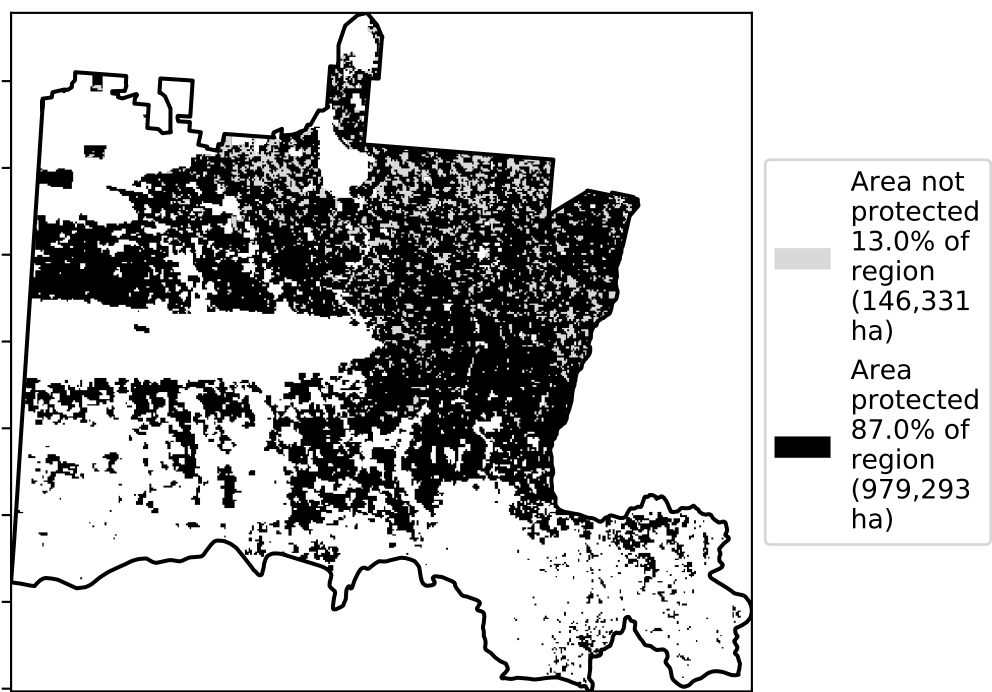 Area not
protected
13.0% of
region
(146,331
ha)
Area
protected
87.0% of
region
(979,293
ha)